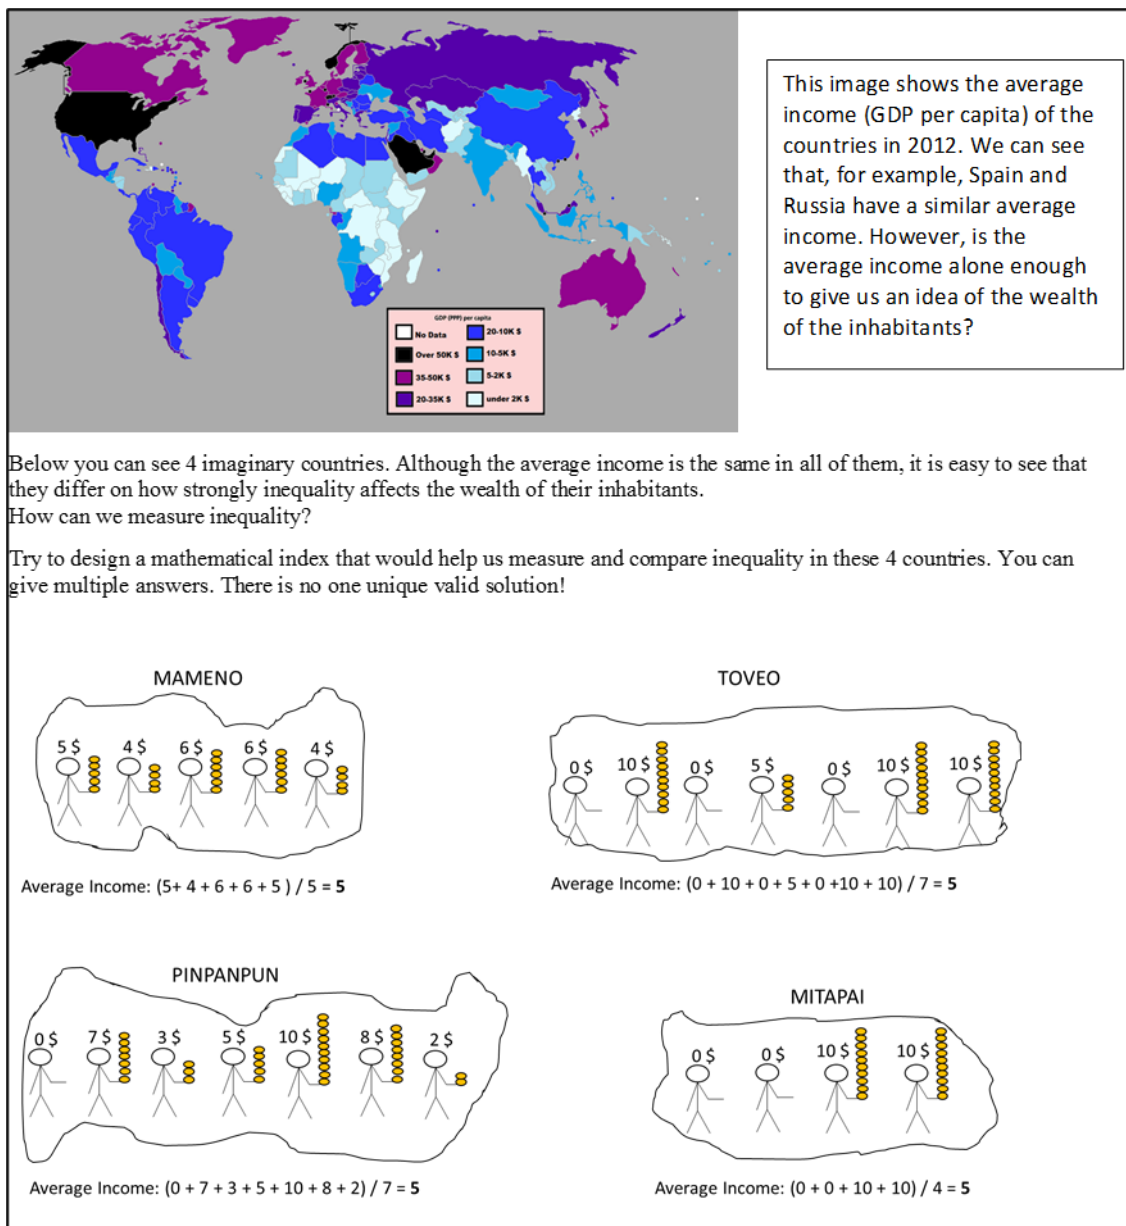 This image shows the average
income (GDP per capita) of the
countries in 2012. We can see
that, for example, Spain and
Russia have a similar average
income. However, is the
average income alone enough
to give us an idea of the wealth
of the inhabitants?
GDP (PPP) per capita
No Data
20-10K $
Over 50K $
10-5K $
35-50K $
5-2K $
20-35K $
under 2K $
Below you can see 4 imaginary countries. Although the average income is the same in all of them, it is easy to see that
they differ on how strongly inequality affects the wealth of their inhabitants.
How can we measure inequality?
Try to design a mathematical index that would help us measure and compare inequality in these 4 countries. You can
give multiple answers. There is no one unique valid solution!
MAMENO
5 $ 4 $ 6 $ 6 $ 4 $
Average Income: (5+ 4 + 6 + 6 + 5 ) / 5 = 5
TOVEO
0 $ 10 $ 0 $ 5 $ 0 $ 10 $ 10 $
Average Income: (0 + 10 + 0 + 5 + 0 +10 + 10) / 7 = 5
PINPANPUN
0 $ 7 $ 3 $ 5 $ 10 $ 8 $ 2 $
Average Income: (0 + 7 + 3 + 5 + 10 + 8 + 2) / 7 = 5
MITAPAI
0 $ 0 $ 10 $ 10 $
Average Income: (0 + 0 + 10 + 10) / 4 = 5